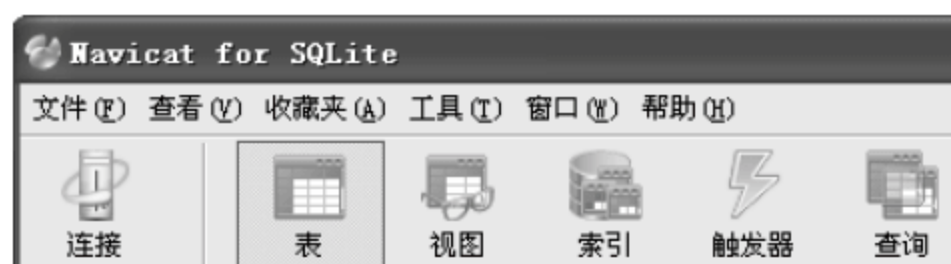 Navicat for SQLite
文件(F) 查看(V) 收藏夹(A) 工具(T) 窗口(W) 帮助(H)
连接 表 视图 索引 触发器 查询